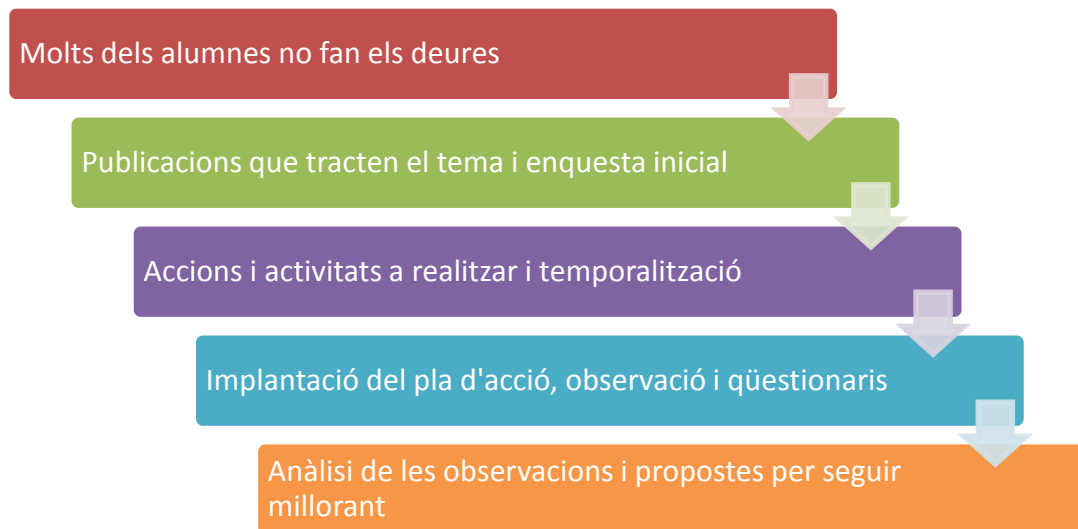 Molts dels alumnes no fan els deures
Publicacions que tracten el tema i enquesta inicial
Accions i activitats a realitzar i temporalització
Implantació del pla d'acció, observació i qüestionaris
Anàlisi de les observacions i propostes per seguir
millorant